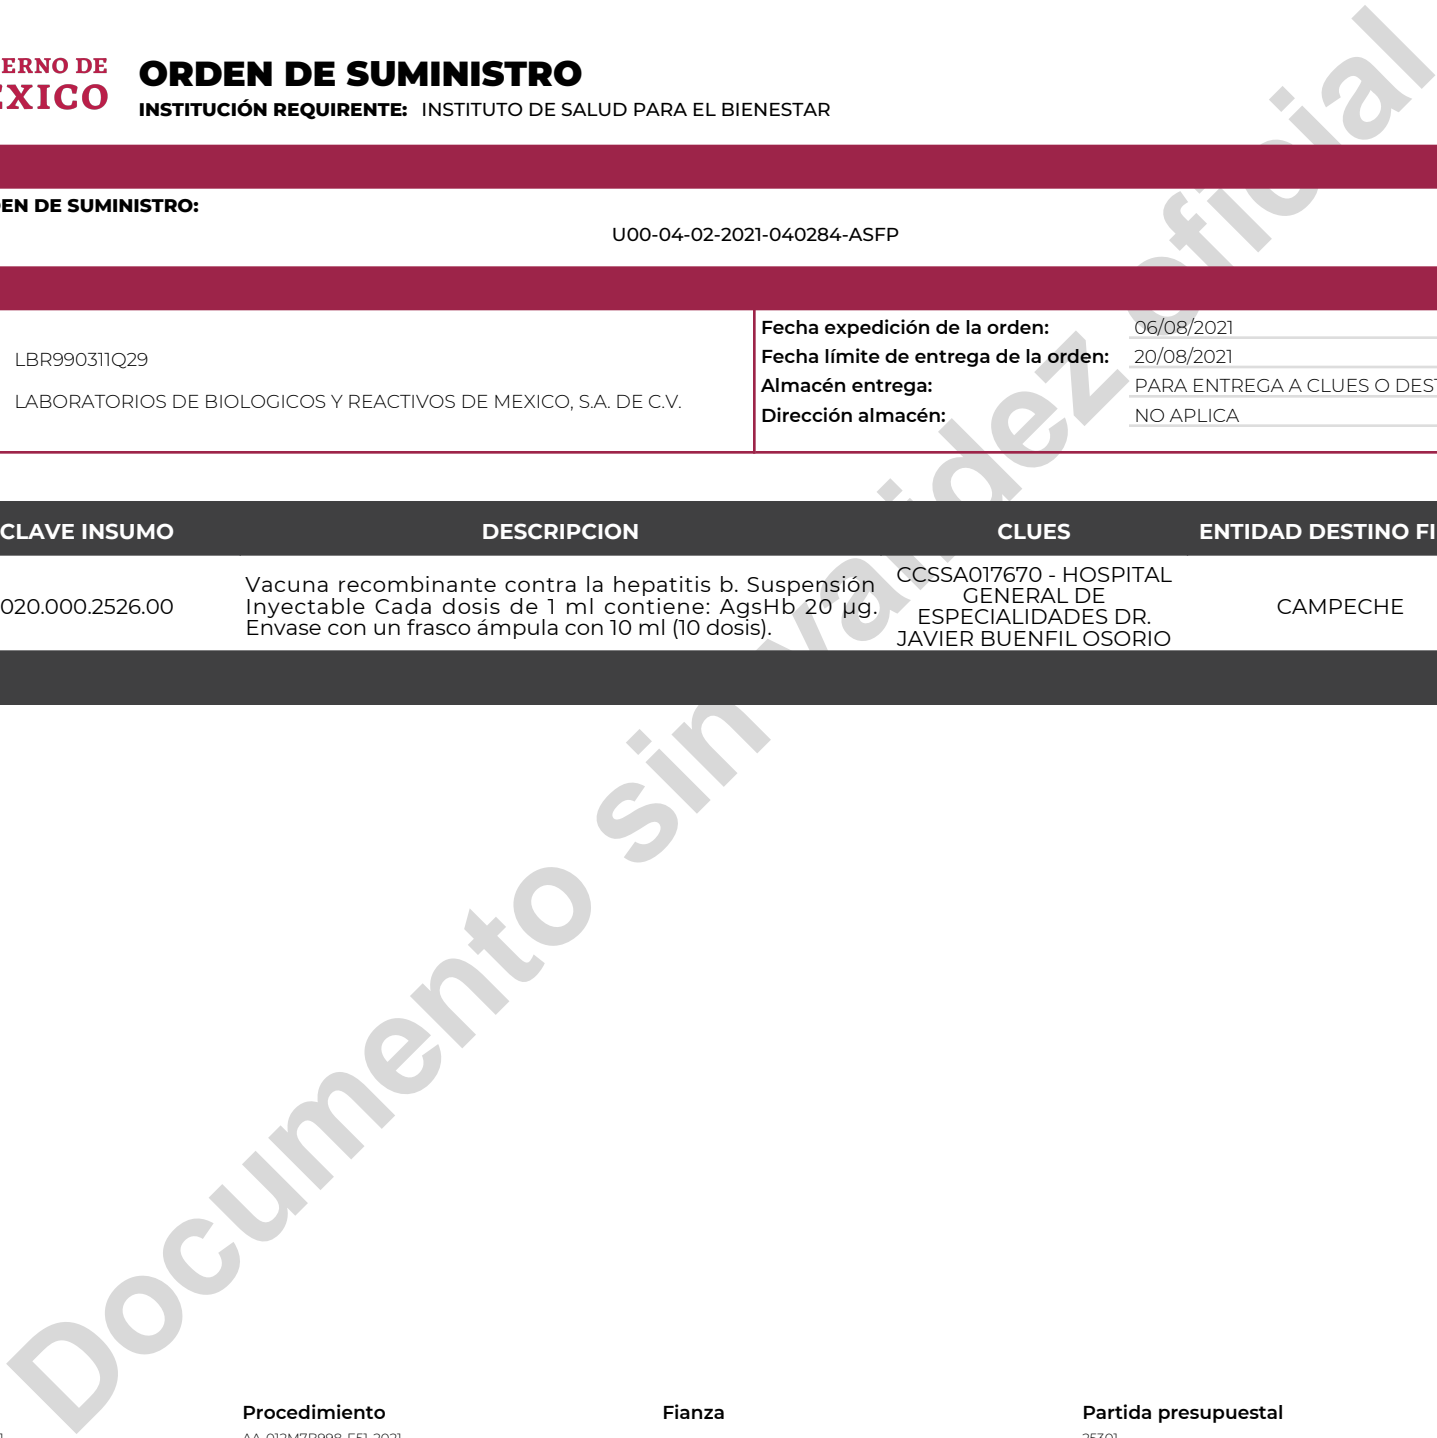 ERNO DE
ÉXICO
ORDEN DE SUMINISTRO
INSTITUCIÓN REQUIRENTE: INSTITUTO DE SALUD PARA EL BIENESTAR
EN DE SUMINISTRO:
U00-04-02-2021-040284-ASFP
LBR990311Q29
LABORATORIOS DE BIOLOGICOS Y REACTIVOS DE MEXICO, S.A. DE C.V.
Fecha expedición de la orden: 06/08/2021
Fecha límite de entrega de la orden: 20/08/2021
Almacén entrega: PARA ENTREGA A CLUES O DEST
Dirección almacén: NO APLICA
CLAVE INSUMO DESCRIPCION CLUES ENTIDAD DESTINO FI
020.000.2526.00
Vacuna recombinante contra la hepatitis b. Suspensión
Inyectable Cada dosis de 1 ml contiene: AgsHb 20 µg.
Envase con un frasco ámpula con 10 ml (10 dosis).
CCSSA017670 - HOSPITAL
GENERAL DE
ESPECIALIDADES DR.
JAVIER BUENFIL OSORIO
CAMPECHE
Documento sin validez oficial
Procedimiento Fianza Partida presupuestal